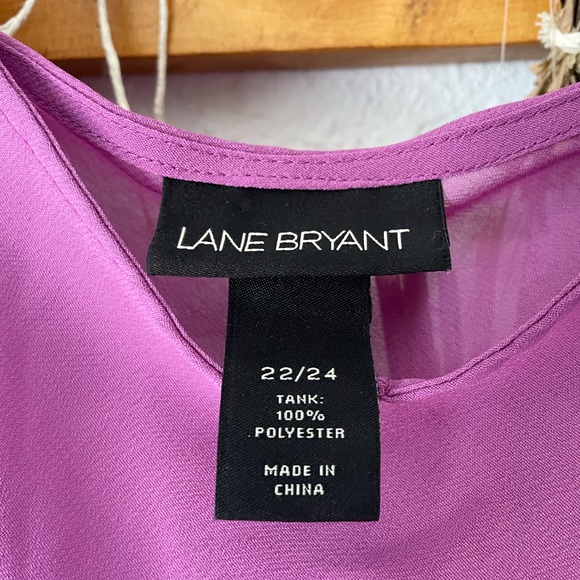 LANE BRYANT
22/24
TANK:
100%
POLYESTER
MADE IN
CHINA